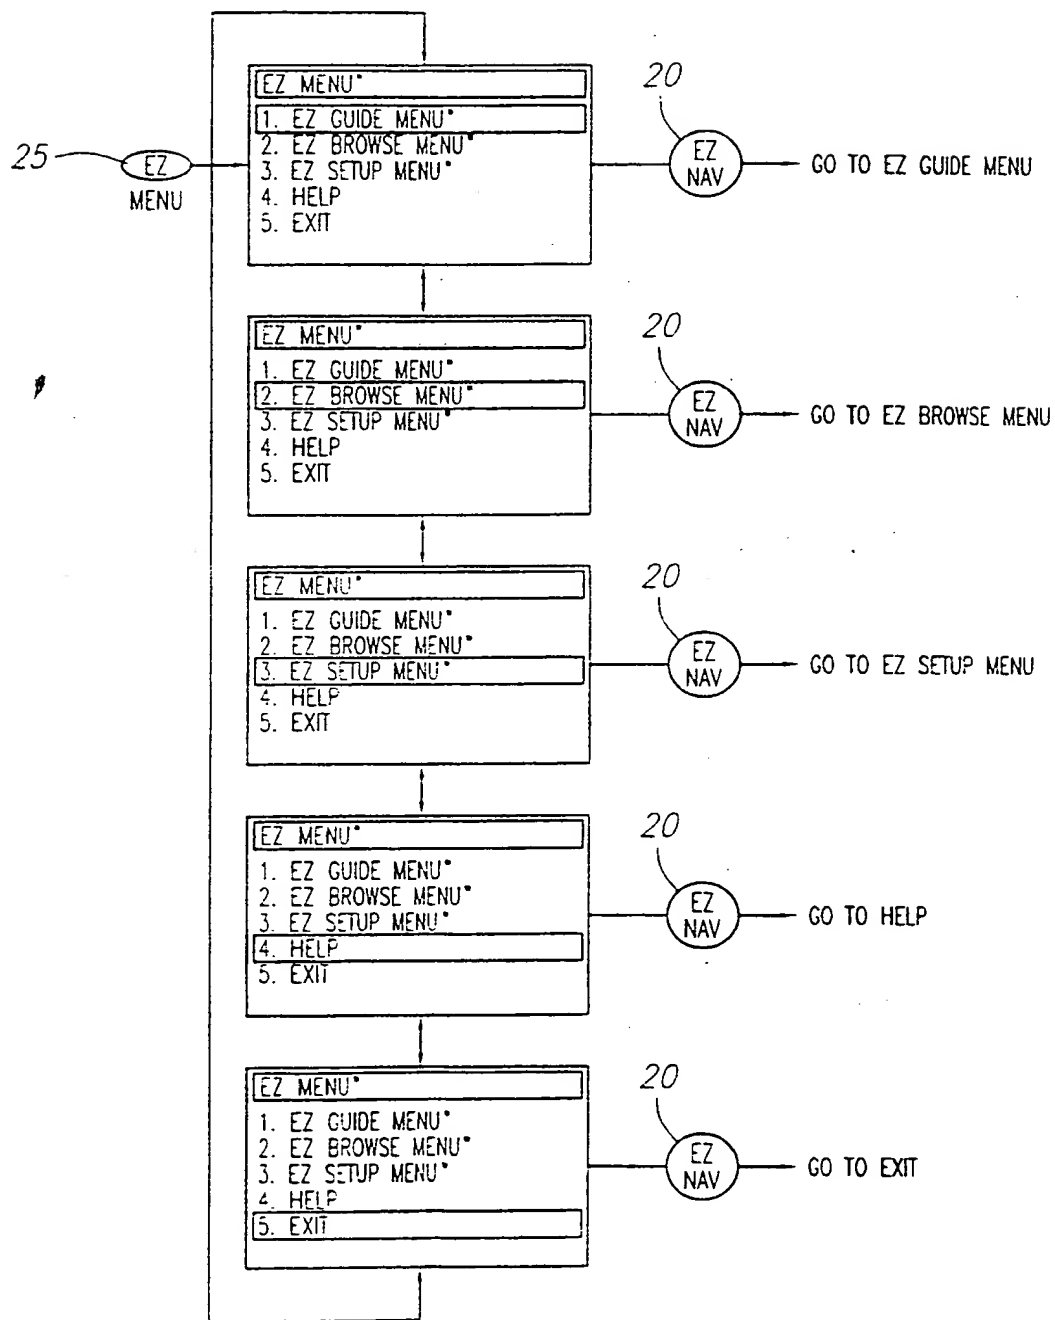 EZ MENU*
1. EZ GUIDE MENU*
2. EZ BROWSE MENU*
3. EZ SETUP MENU*
4. HELP
5. EXIT
25
EZ
MENU
20
EZ
NAV
GO TO EZ GUIDE MENU
EZ MENU*
1. EZ GUIDE MENU*
2. EZ BROWSE MENU*
3. EZ SETUP MENU*
4. HELP
5. EXIT
20
EZ
NAV
GO TO EZ BROWSE MENU
EZ MENU*
1. EZ GUIDE MENU*
2. EZ BROWSE MENU*
3. EZ SETUP MENU*
4. HELP
5. EXIT
20
EZ
NAV
GO TO EZ SETUP MENU
EZ MENU*
1. EZ GUIDE MENU*
2. EZ BROWSE MENU*
3. EZ SETUP MENU*
4. HELP
5. EXIT
20
EZ
NAV
GO TO HELP
EZ MENU*
1. EZ GUIDE MENU*
2. EZ BROWSE MENU*
3. EZ SETUP MENU*
4. HELP
5. EXIT
20
EZ
NAV
GO TO EXIT